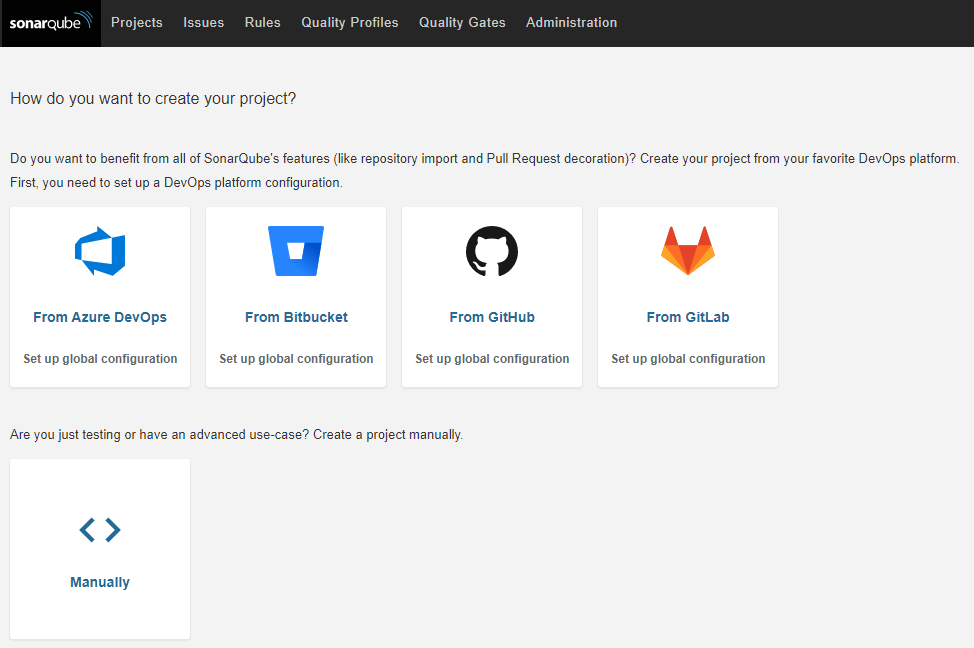 sonarqube Projects Issues Rules Quality Profiles Quality Gates Administration
How do you want to create your project?
Do you want to benefit from all of SonarQube's features (like repository import and Pull Request decoration)? Create your project from your favorite DevOps platform.
First, you need to set up a DevOps platform configuration.
From Azure DevOps From Bitbucket From GitHub From GitLab
Set up global configuration Set up global configuration Set up global configuration Set up global configuration
Are you just testing or have an advanced use-case? Create a project manually.
Manually